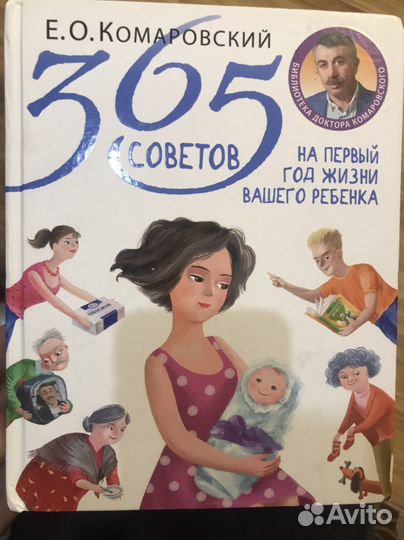 Е.О.КОМАРОВСКИЙ
БИБЛИОТЕКА ДОКТОРА КОМАРОВСКОГО
365
СОВЕТОВ
НА ПЕРВЫЙ
ГОД ЖИЗНИ
ВАШЕГО РЕБЕНКА
Avito